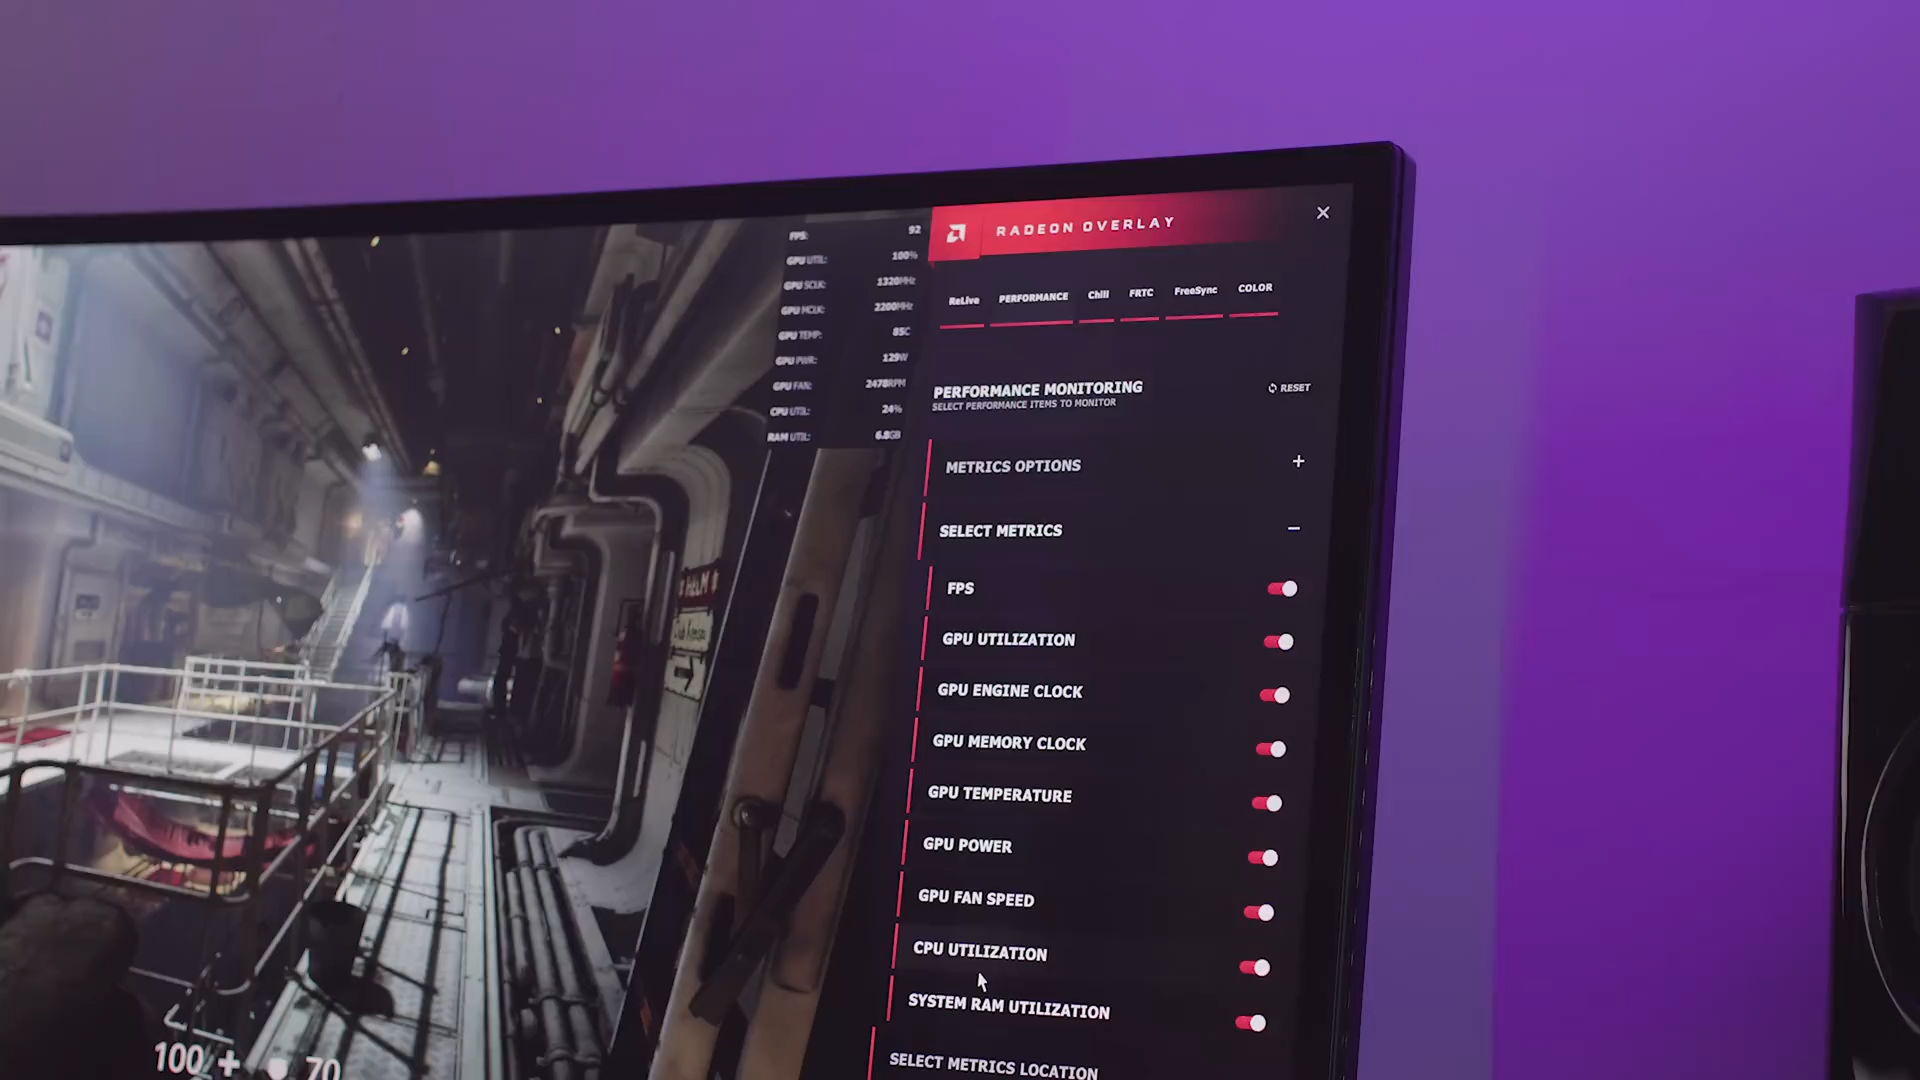 FPS: 92
GPU UTIL: 100%
GPU SCLK: 1320MHz
GPU MCLK: 2200MHz
GPU TEMP: 85C
GPU PWR: 129W
GPU FAN: 2478RPM
CPU UTIL: 24%
RAM UTIL: 6.8GB
RADEON OVERLAY
ReLive PERFORMANCE Chill FRTC FreeSync COLOR
PERFORMANCE MONITORING
RESET
SELECT PERFORMANCE ITEMS TO MONITOR
METRICS OPTIONS
SELECT METRICS
FPS
GPU UTILIZATION
GPU ENGINE CLOCK
GPU MEMORY CLOCK
GPU TEMPERATURE
GPU POWER
GPU FAN SPEED
CPU UTILIZATION
SYSTEM RAM UTILIZATION
SELECT METRICS LOCATION
HELM
100 + 70